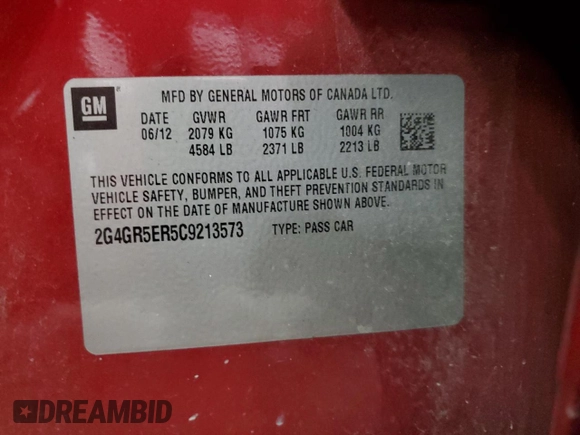 GM
MFD BY GENERAL MOTORS OF CANADA LTD.
DATE GVWR GAWR FRT GAWR RR
06/12 2079 KG 1075 KG 1004 KG
4584 LB 2371 LB 2213 LB
THIS VEHICLE CONFORMS TO ALL APPLICABLE U.S. FEDERAL MOTOR
VEHICLE SAFETY, BUMPER, AND THEFT PREVENTION STANDARDS IN
EFFECT ON THE DATE OF MANUFACTURE SHOWN ABOVE.
2G4GR5ER5C9213573 TYPE: PASS CAR
DREAMBID